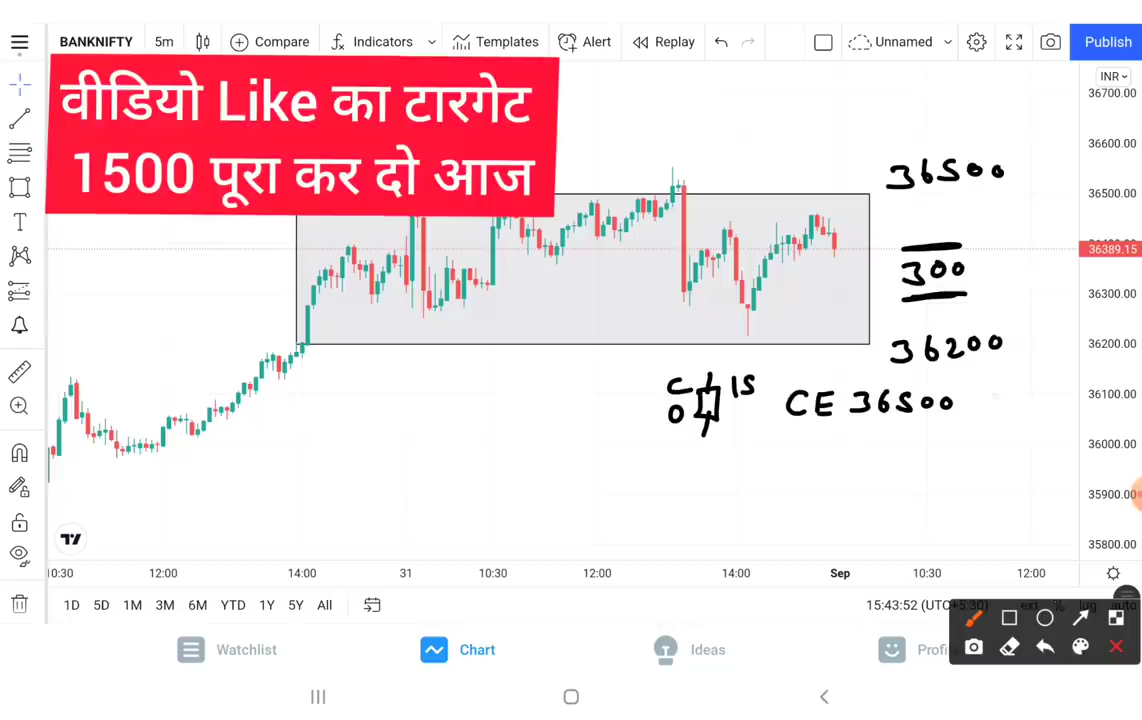 BANKNIFTY 5m Compare Indicators Templates Alert Replay Unnamed Publish
वीडियो Like का टारगेट
1500 पूरा कर दो आज
INR
36700.00
36600.00
36500.00
36389.15
36300.00
36200.00
36100.00
36000.00
35900.00
35800.00
36500
300
36200
C 15
O
CE 36500
12:00 14:00 31 10:30 12:00 14:00 Sep 10:30 12:00
1D 5D 1M 3M 6M YTD 1Y 5Y All 15:43:52 (UTC+5:30) % log auto
Watchlist Chart Ideas